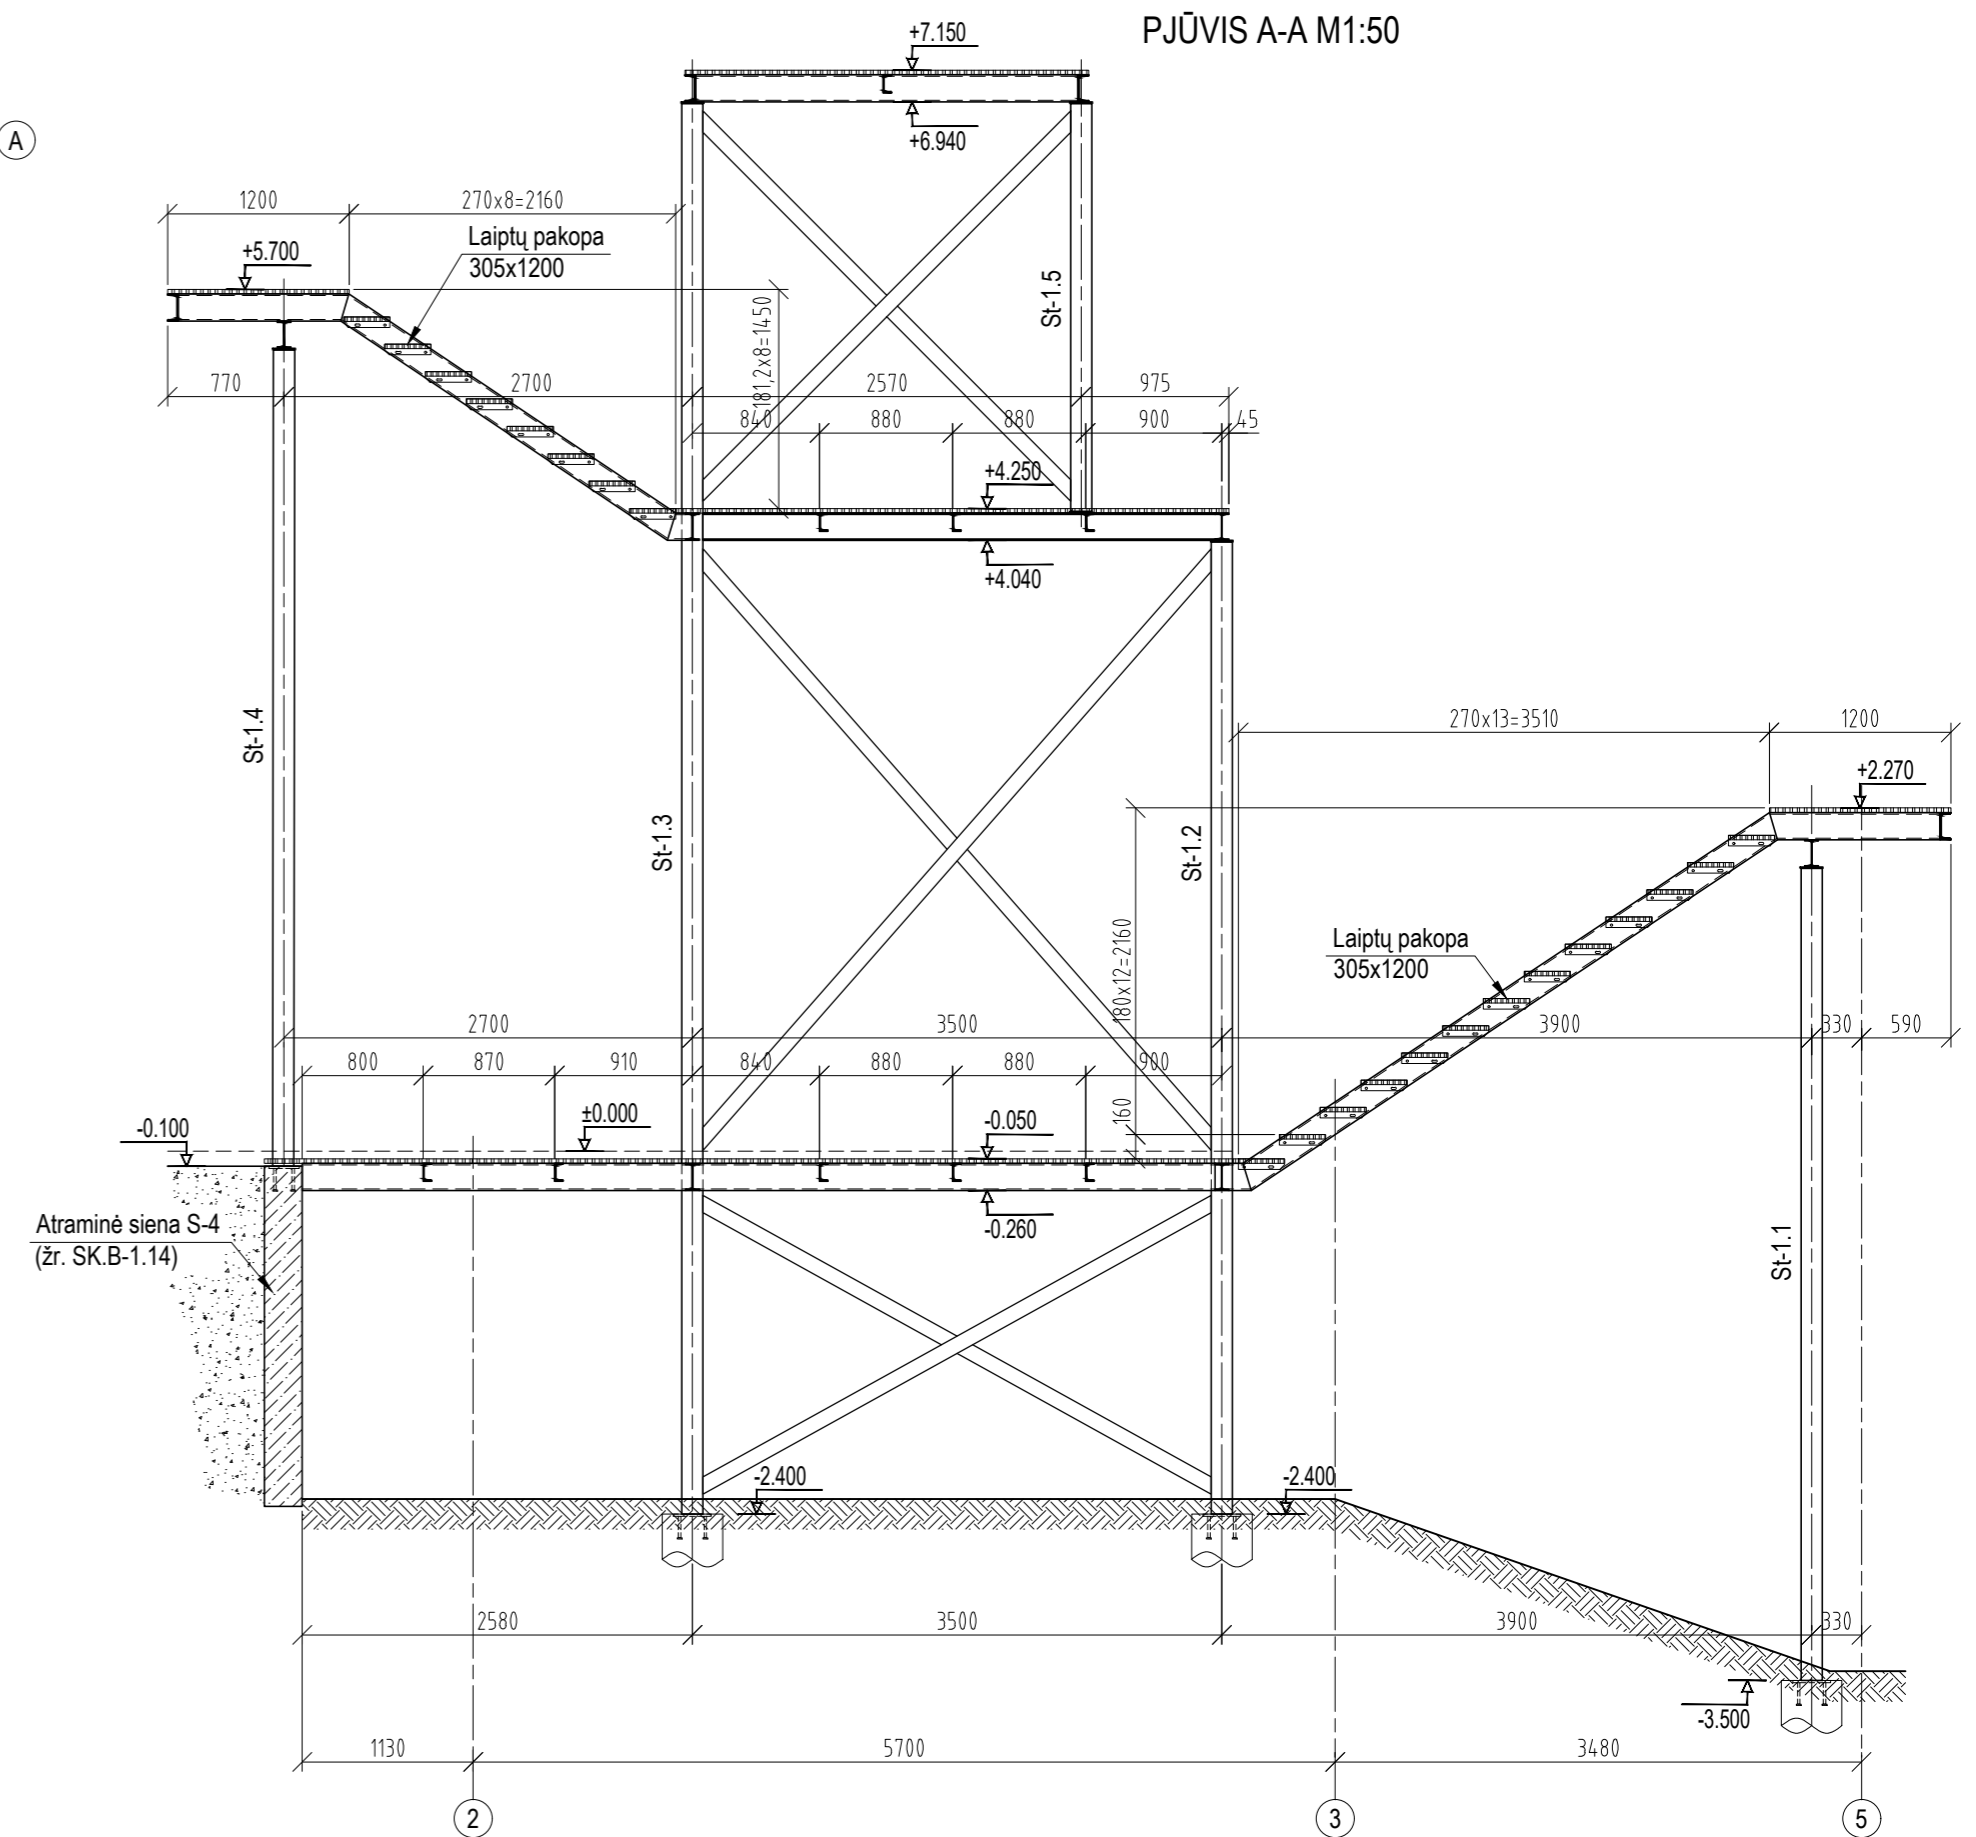 PJŪVIS A-A M1:50
+7.150
+6.940
A
1200
270x8=2160
Laiptų pakopa
305x1200
+5.700
181,2x8=1450
St-1.5
770
2700
2570
975
840
880
880
900
45
+4.250
+4.040
St-1.4
270x13=3510
1200
+2.270
St-1.3
St-1.2
180x12=2160
Laiptų pakopa
305x1200
2700
3500
3900
330
590
800
870
910
840
880
880
900
160
-0.100
±0.000
-0.050
-0.260
Atraminė siena S-4
(žr. SK.B-1.14)
St-1.1
-2.400
-2.400
2580
3500
3900
330
-3.500
1130
5700
3480
2
3
5